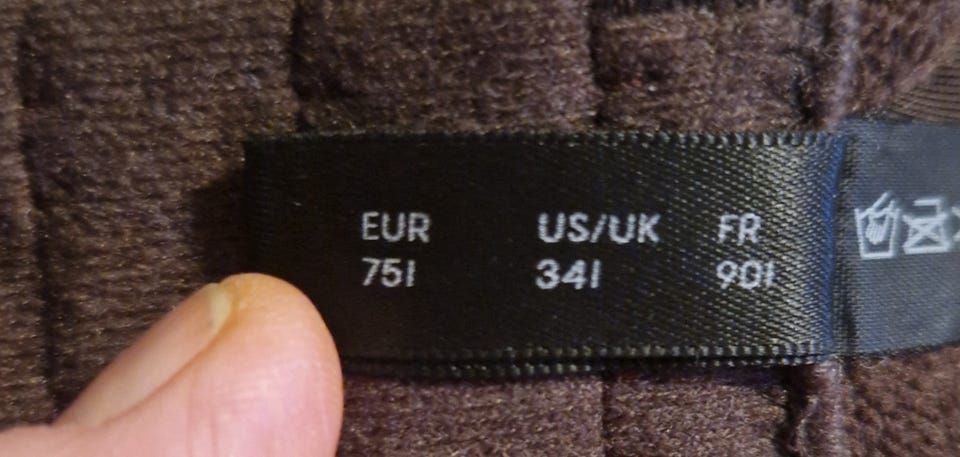 EUR US/UK FR
75I 34I 90I